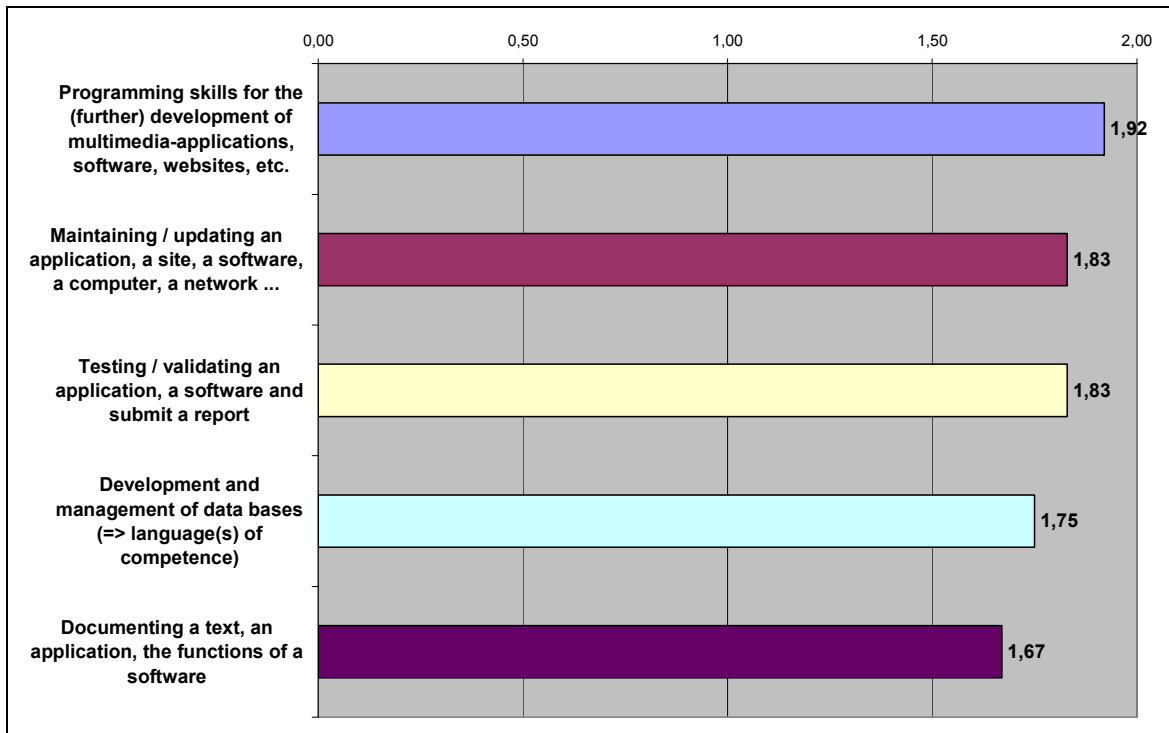 0,00 0,50 1,00 1,50 2,00
Programming skills for the
(further) development of
multimedia-applications,
software, websites, etc.
1,92
Maintaining / updating an
application, a site, a software,
a computer, a network ...
1,83
Testing / validating an
application, a software and
submit a report
1,83
Development and
management of data bases
(=> language(s) of
competence)
1,75
Documenting a text, an
application, the functions of a
software
1,67